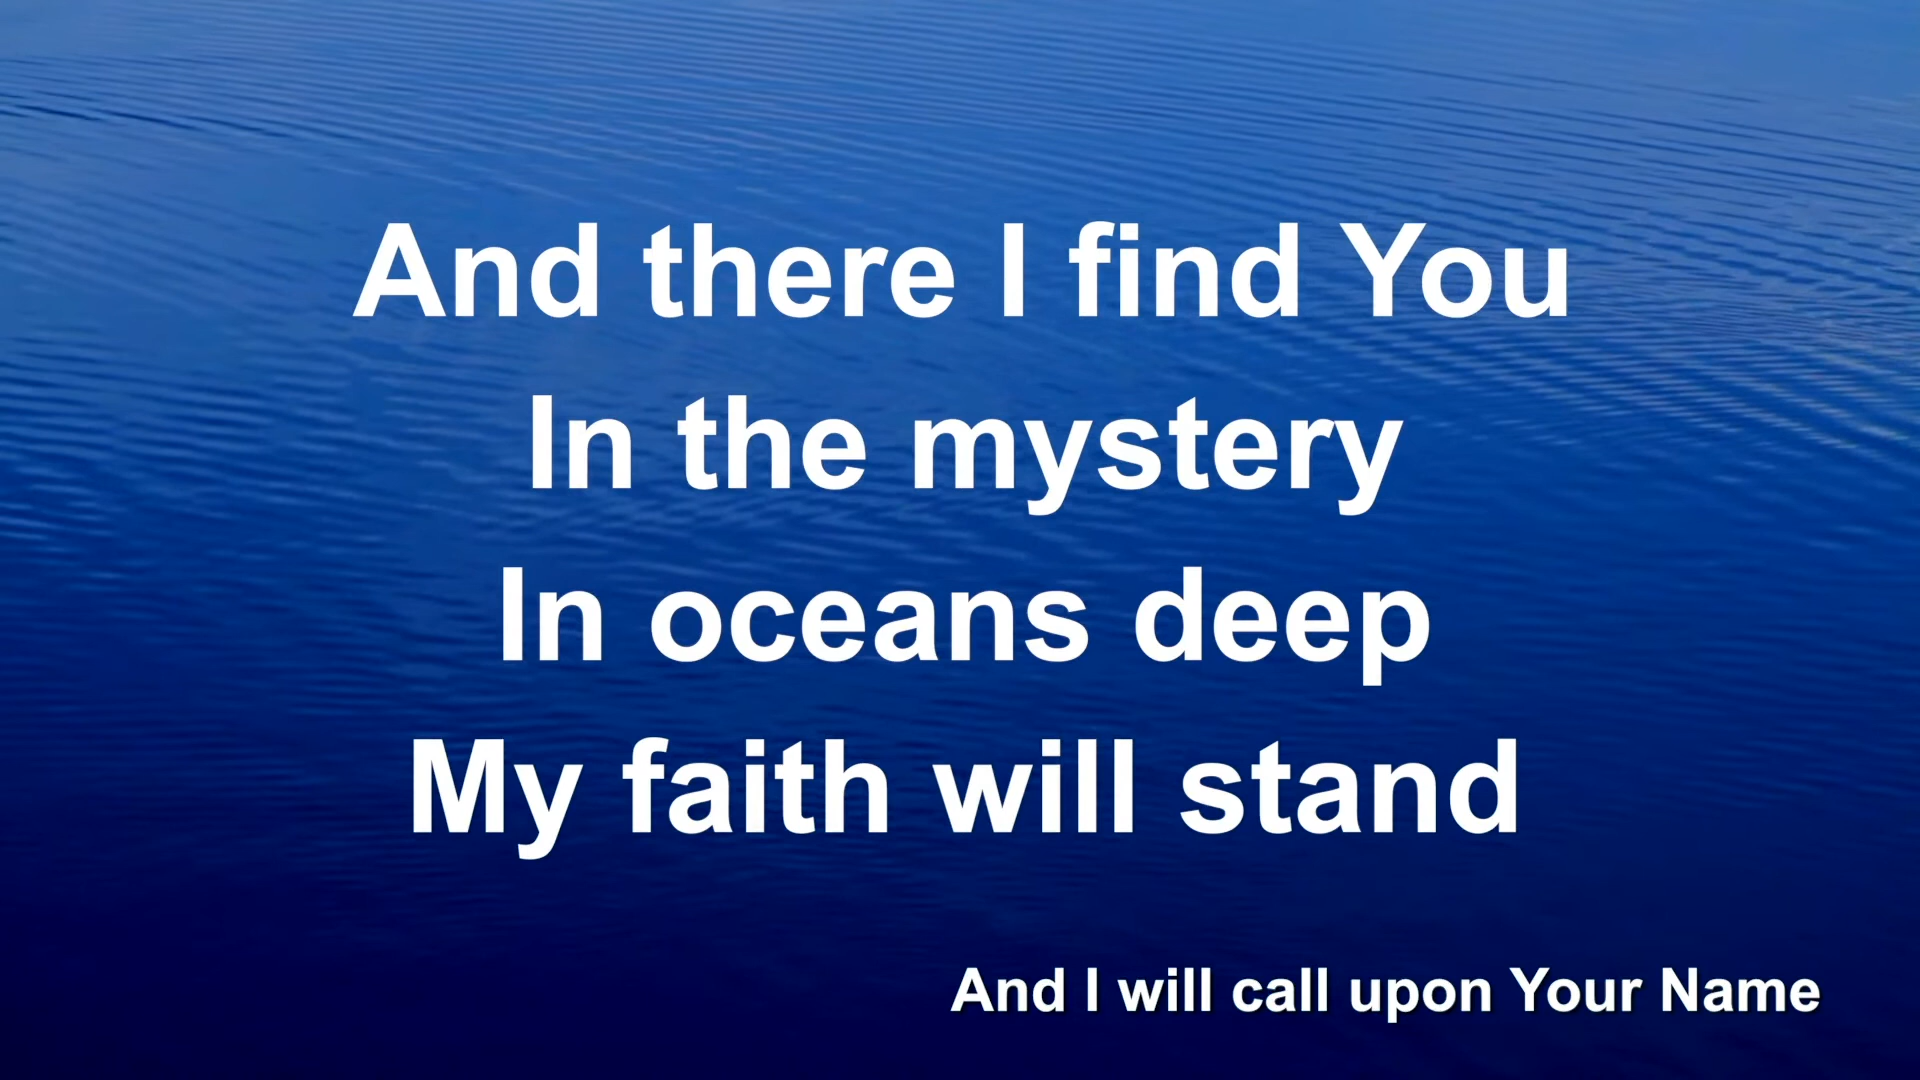 And there I find You
In the mystery
In oceans deep
My faith will stand
And I will call upon Your Name